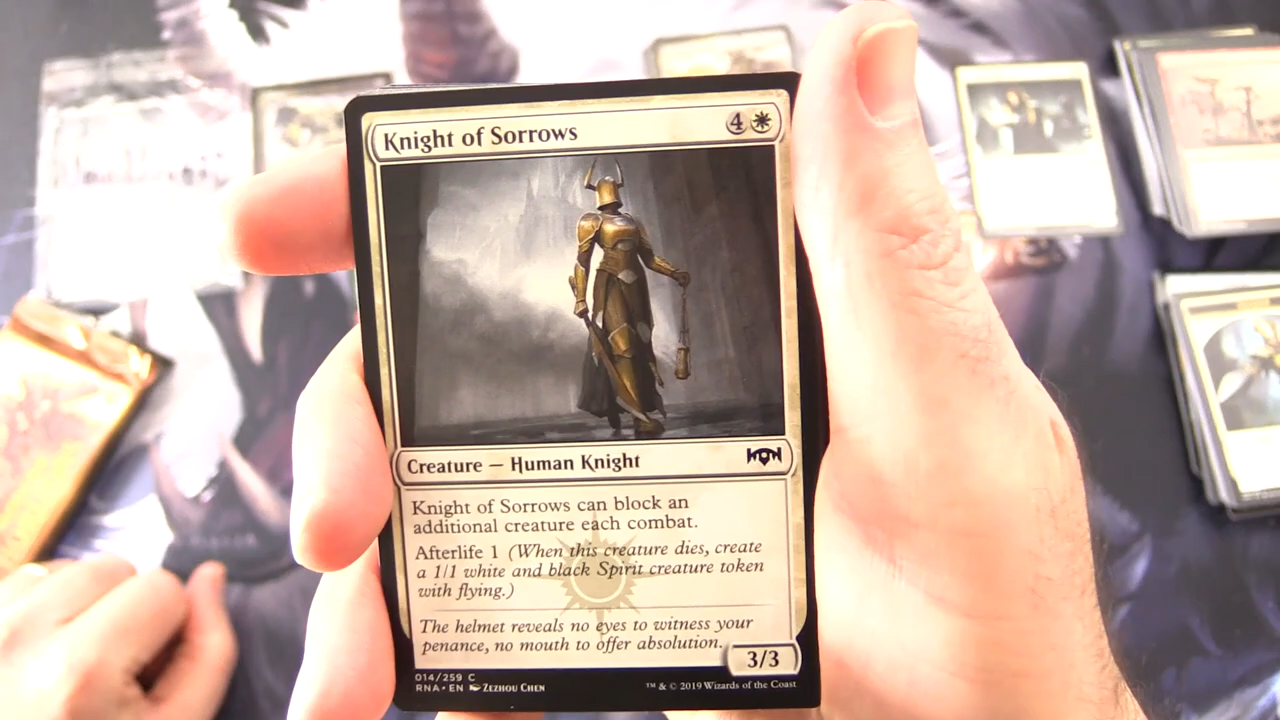 Knight of Sorrows 4
Creature — Human Knight
Knight of Sorrows can block an
additional creature each combat.
Afterlife 1 (When this creature dies, create
a 1/1 white and black Spirit creature token
with flying.)
The helmet reveals no eyes to witness your
penance, no mouth to offer absolution.
3/3
014/259 C
RNA • EN Zezhou Chen
™ & © 2019 Wizards of the Coast